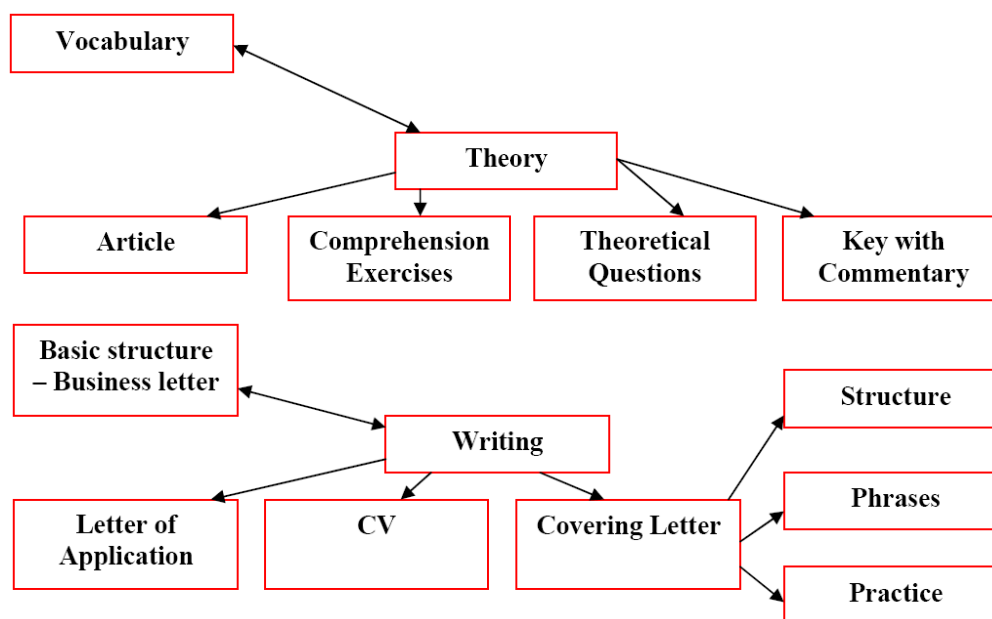 Vocabulary
Theory
Article
Comprehension
Exercises
Theoretical
Questions
Key with
Commentary
Basic structure
– Business letter
Writing
Structure
Letter of
Application
CV
Covering Letter
Phrases
Practice